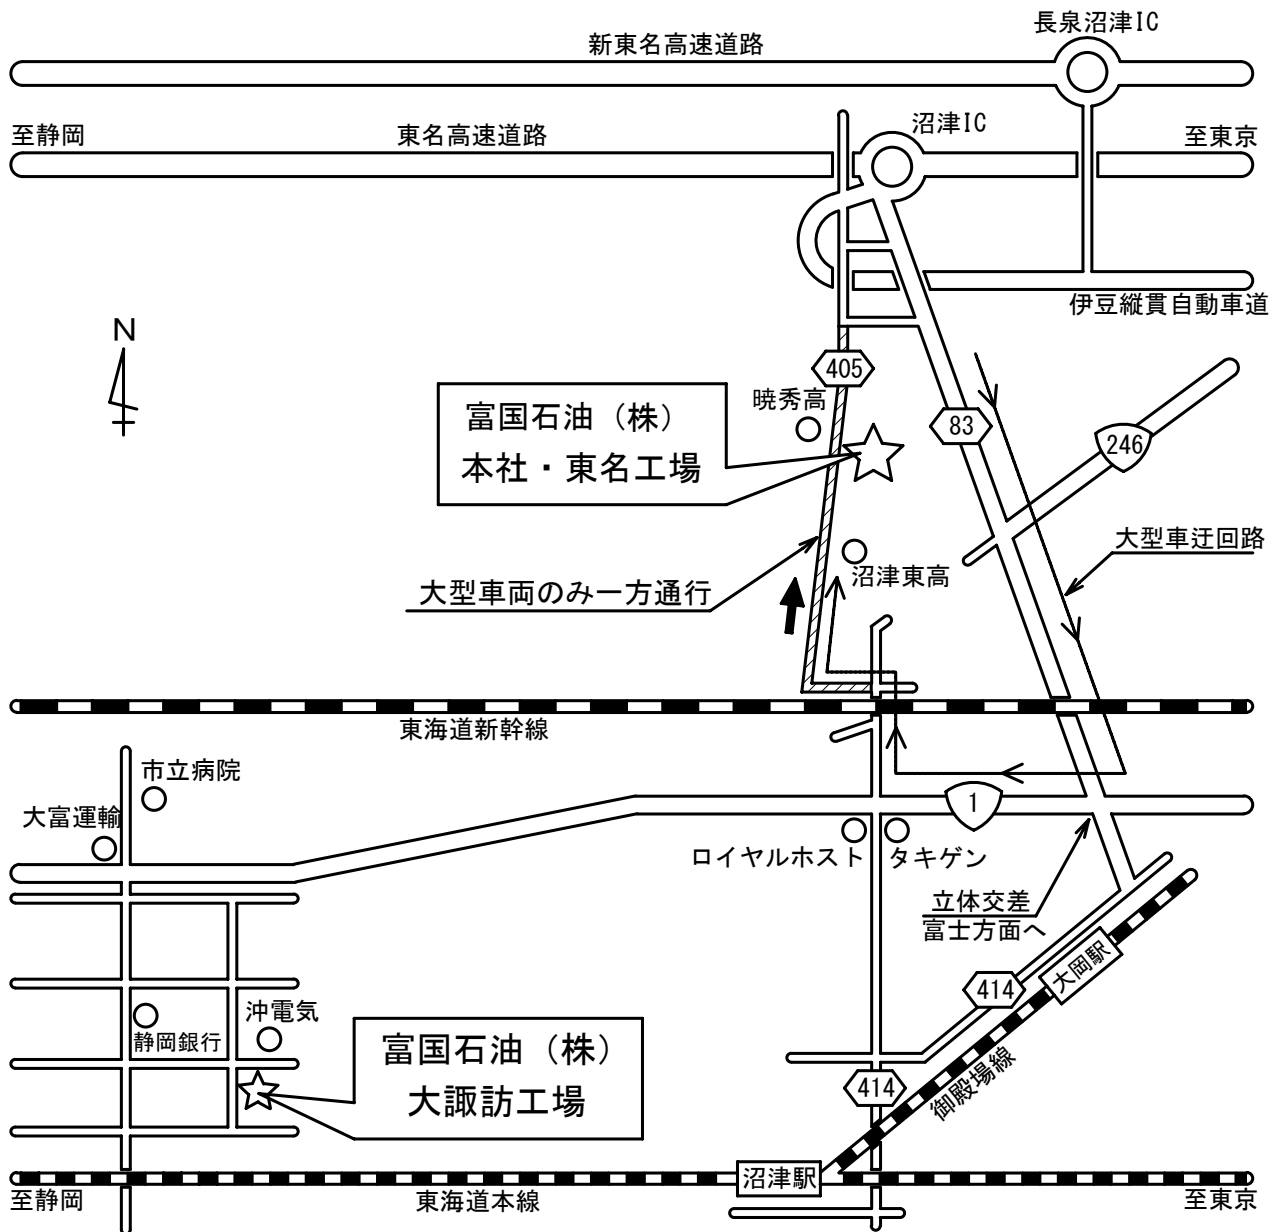 長泉沼津IC
新東名高速道路
沼津IC
至静岡
東名高速道路
至東京
伊豆縦貫自動車道
N
405
暁秀高
富国石油（株）
本社・東名工場
83
246
大型車迂回路
沼津東高
大型車両のみ一方通行
東海道新幹線
市立病院
大富運輸
1
ロイヤルホスト
タキゲン
立体交差
富士方面へ
大岡駅
414
沖電気
静岡銀行
富国石油（株）
大諏訪工場
414
御殿場線
沼津駅
至静岡
東海道本線
至東京